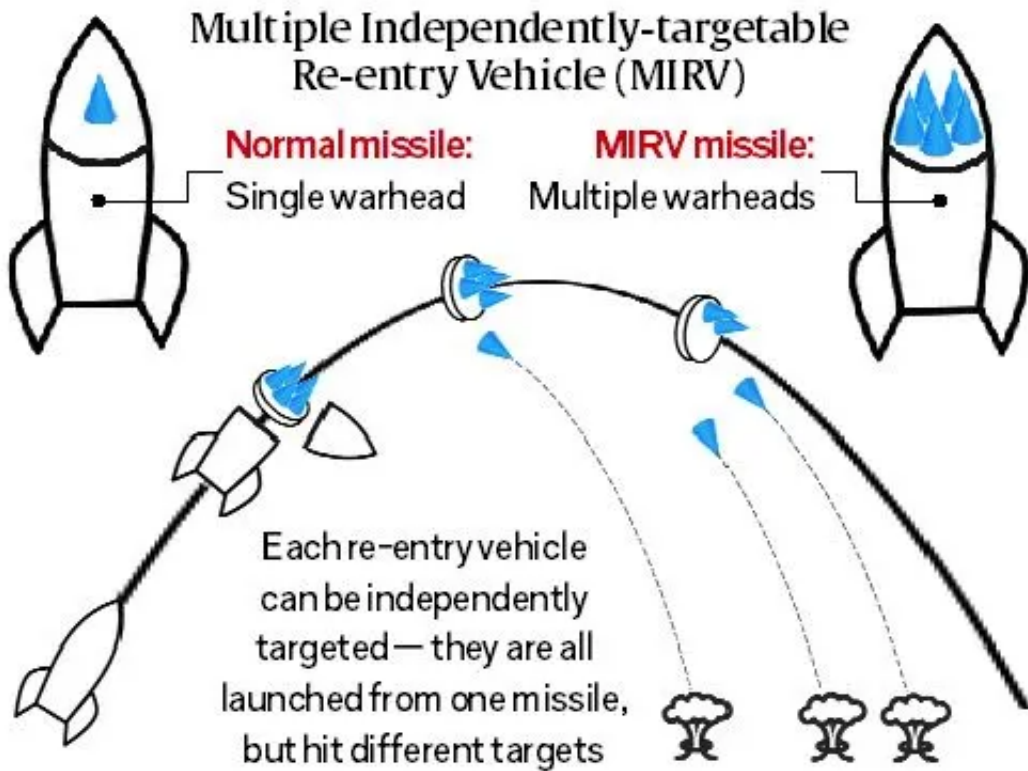 Multiple Independently-targetable
Re-entry Vehicle (MIRV)
Normal missile:
Single warhead
MIRV missile:
Multiple warheads
Each re-entry vehicle
can be independently
targeted — they are all
launched from one missile,
but hit different targets